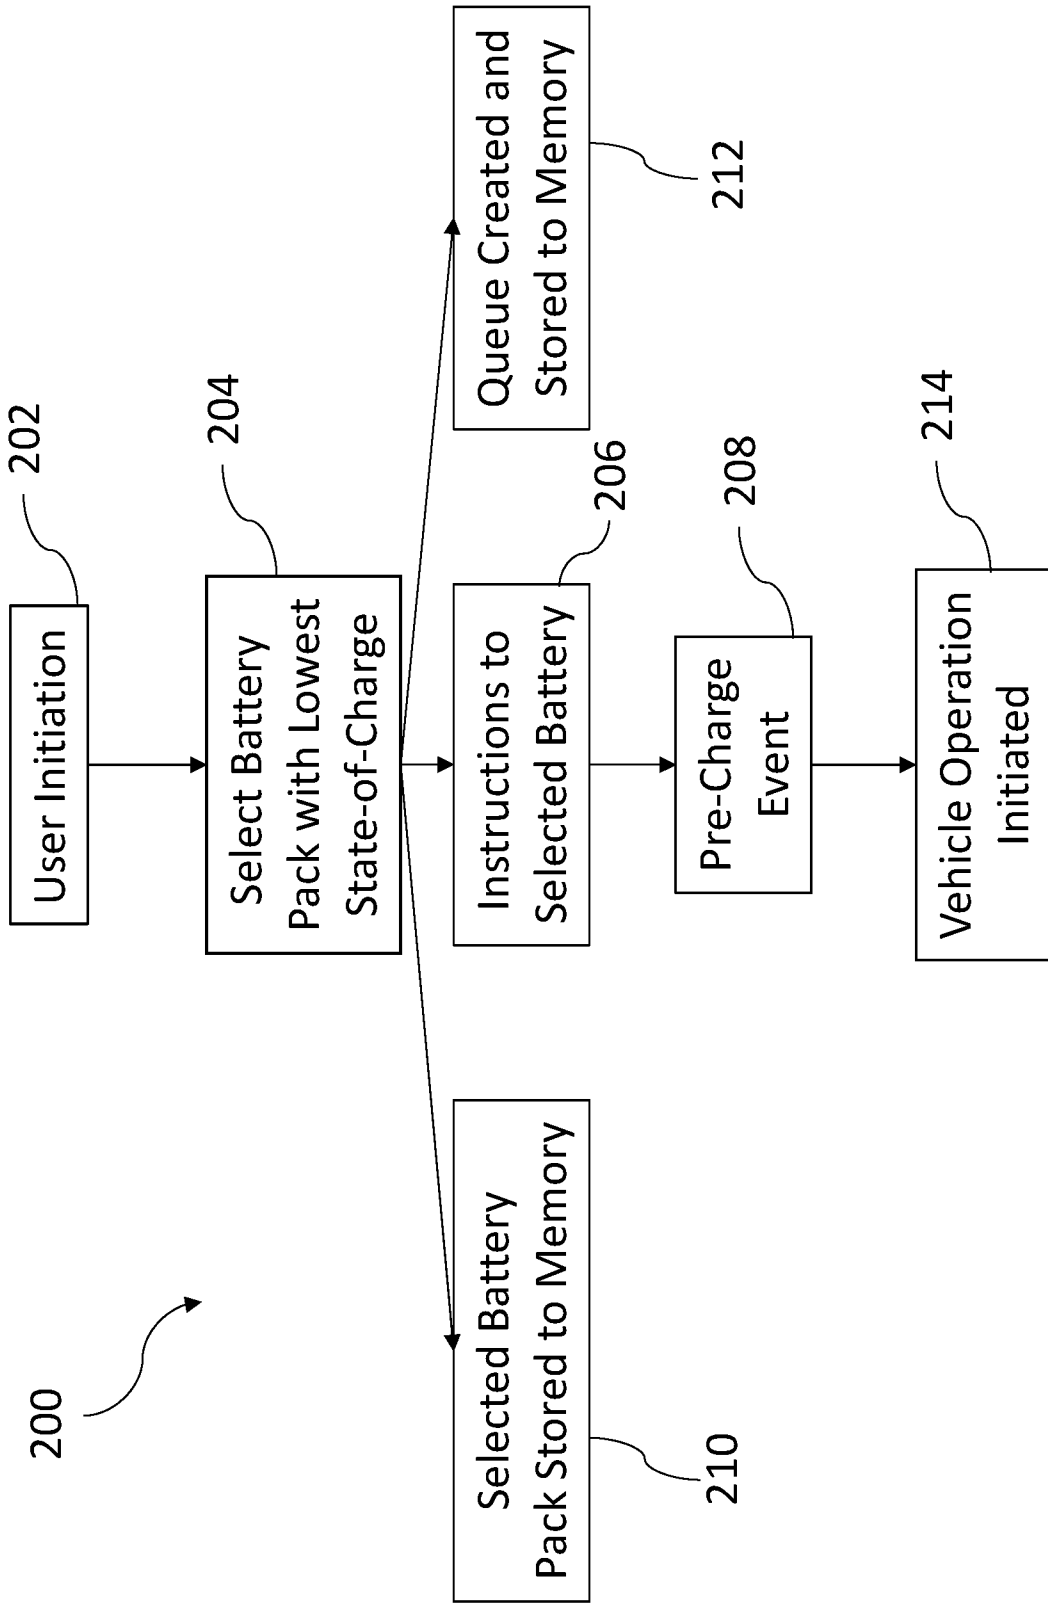 200
202
User Initiation
204
Select Battery
Pack with Lowest
State-of-Charge
Selected Battery
Pack Stored to Memory
210
Instructions to
Selected Battery
206
Queue Created and
Stored to Memory
212
Pre-Charge
Event
208
Vehicle Operation
Initiated
214